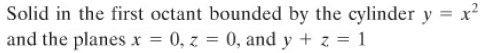 Solid in the first octant bounded by the cylinder y = x²
and the planes x = 0, z = 0, and y + z = 1